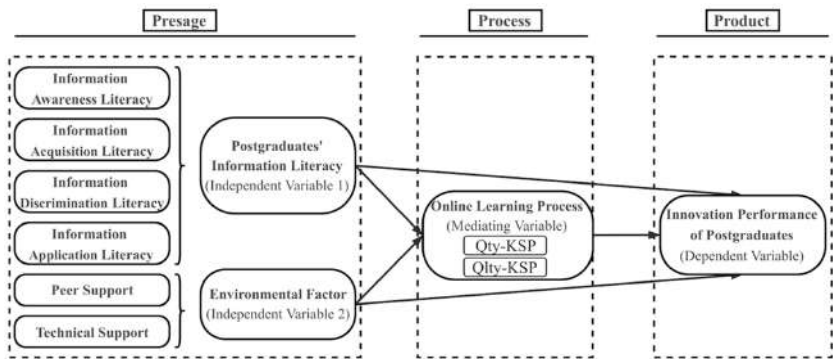 Presage
Process
Product
Information
Awareness Literacy
Information
Acquisition Literacy
Information
Discrimination Literacy
Information
Application Literacy
Peer Support
Technical Support
Postgraduates'
Information Literacy
(Independent Variable 1)
Environmental Factor
(Independent Variable 2)
Online Learning Process
(Mediating Variable)
Qty-KSP
Qlty-KSP
Innovation Performance
of Postgraduates
(Dependent Variable)